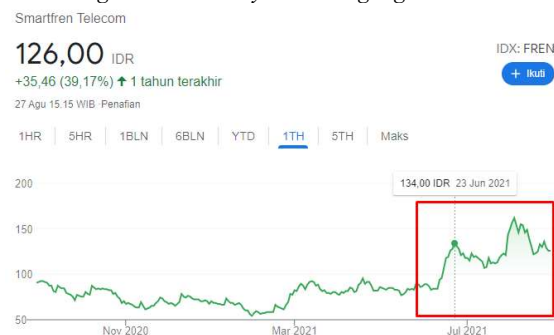 Smartfren Telecom
126,00 IDR
IDX: FREN
+35,46 (39,17%) ↑ 1 tahun terakhir
+ Ikuti
27 Agu 15.15 WIB · Penafian
1HR 5HR 1BLN 6BLN YTD 1TH 5TH Maks
134,00 IDR 23 Jun 2021
200
150
100
50
Nov 2020 Mar 2021 Jul 2021